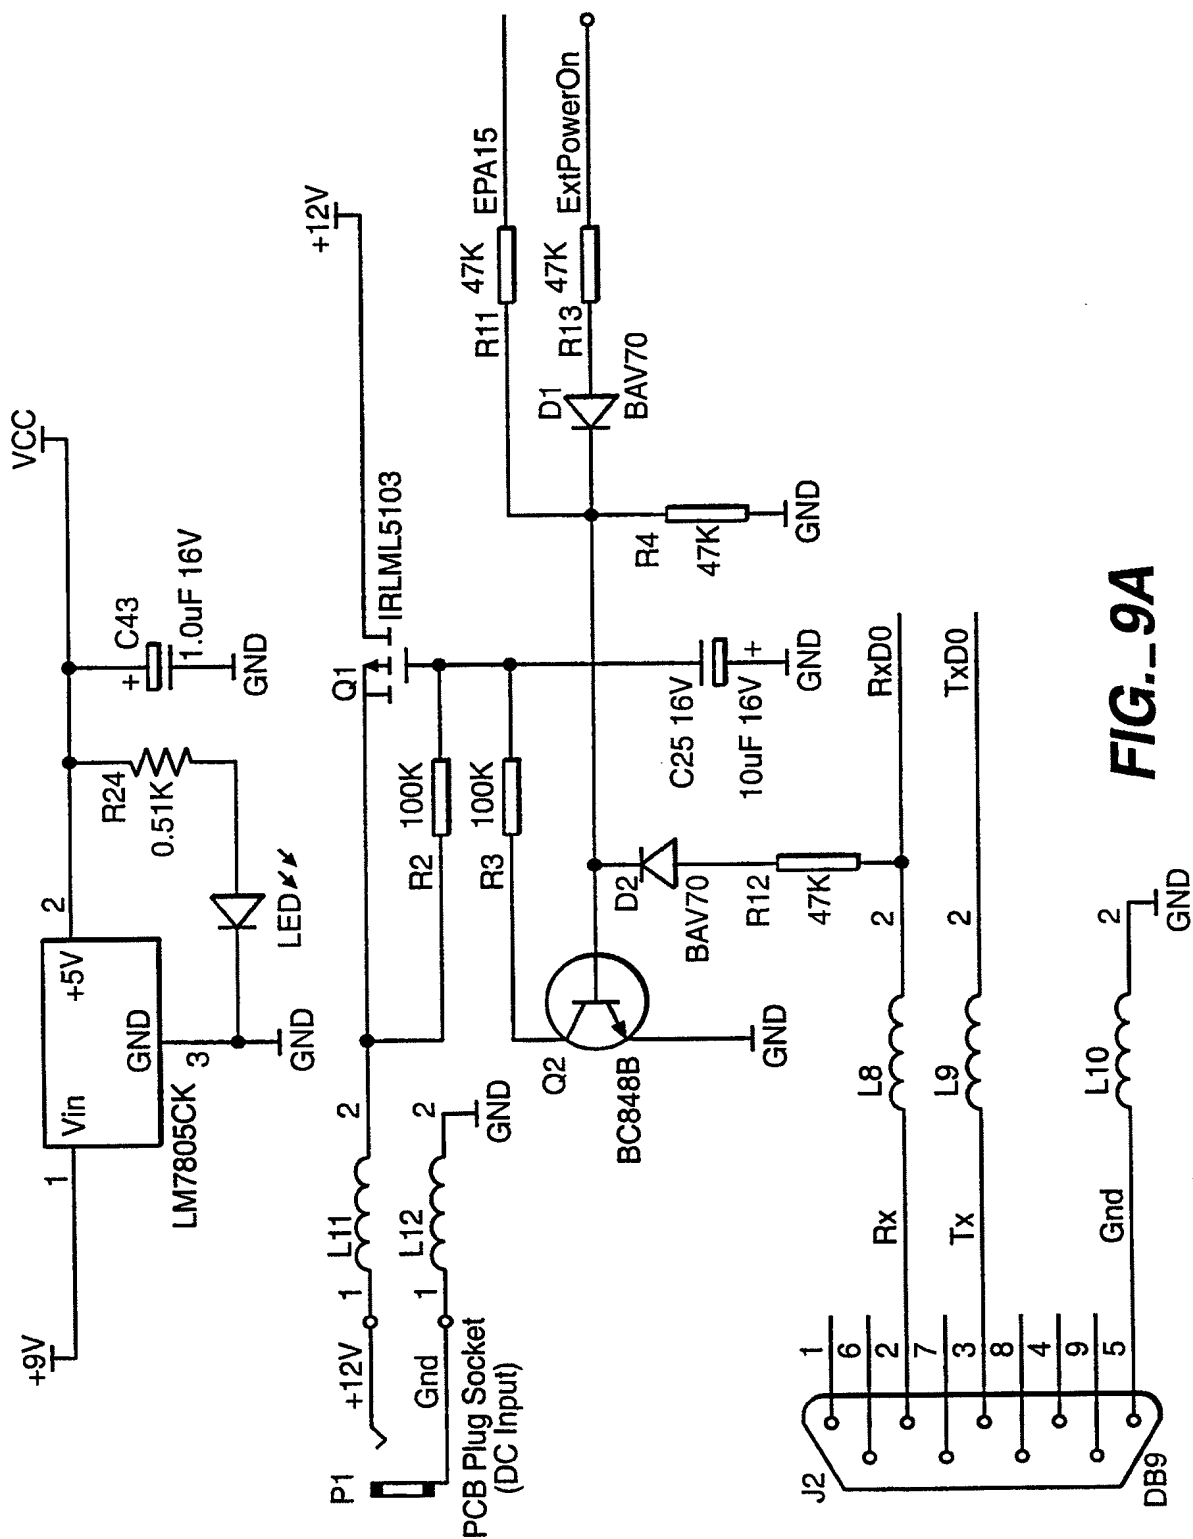 +9V
1
Vin
+5V
GND
2
3
LM7805CK
GND
LED
R24
0.51K
+
C43
1.0uF 16V
GND
VCC
P1
+12V
1
L11
2
Gnd
1
L12
2
GND
PCB Plug Socket
(DC Input)
Q1
IRLML5103
+12V
R2
100K
R3
100K
Q2
BC848B
GND
C25 16V
10uF 16V
+
GND
D2
BAV70
R12
47K
R4
47K
GND
R11
47K
EPA15
D1
BAV70
R13
47K
ExtPowerOn
J2
DB9
1
6
2
7
3
8
4
9
5
Rx
L8
2
RxD0
Tx
L9
2
TxD0
Gnd
L10
2
GND
FIG._9A